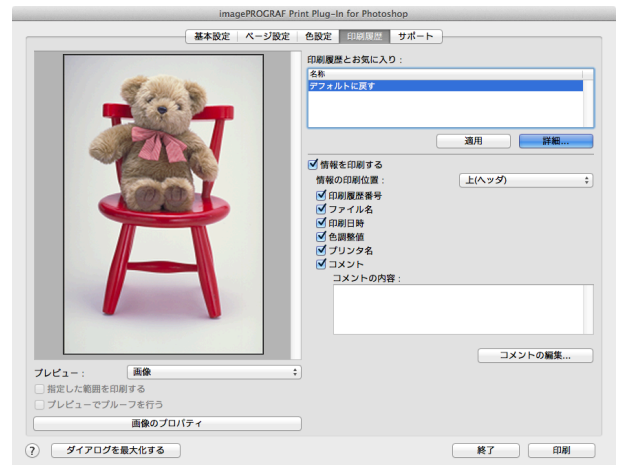 imagePROGRAF Print Plug-In for Photoshop
基本設定 ページ設定 色設定 印刷履歴 サポート
印刷履歴とお気に入り：
名称
デフォルトに戻す
適用 詳細...
情報を印刷する
情報の印刷位置： 上(ヘッダ)
印刷履歴番号
ファイル名
印刷日時
色調整値
プリンタ名
コメント
コメントの内容：
コメントの編集...
プレビュー： 画像
指定した範囲を印刷する
プレビューでプルーフを行う
画像のプロパティ
? ダイアログを最大化する 終了 印刷